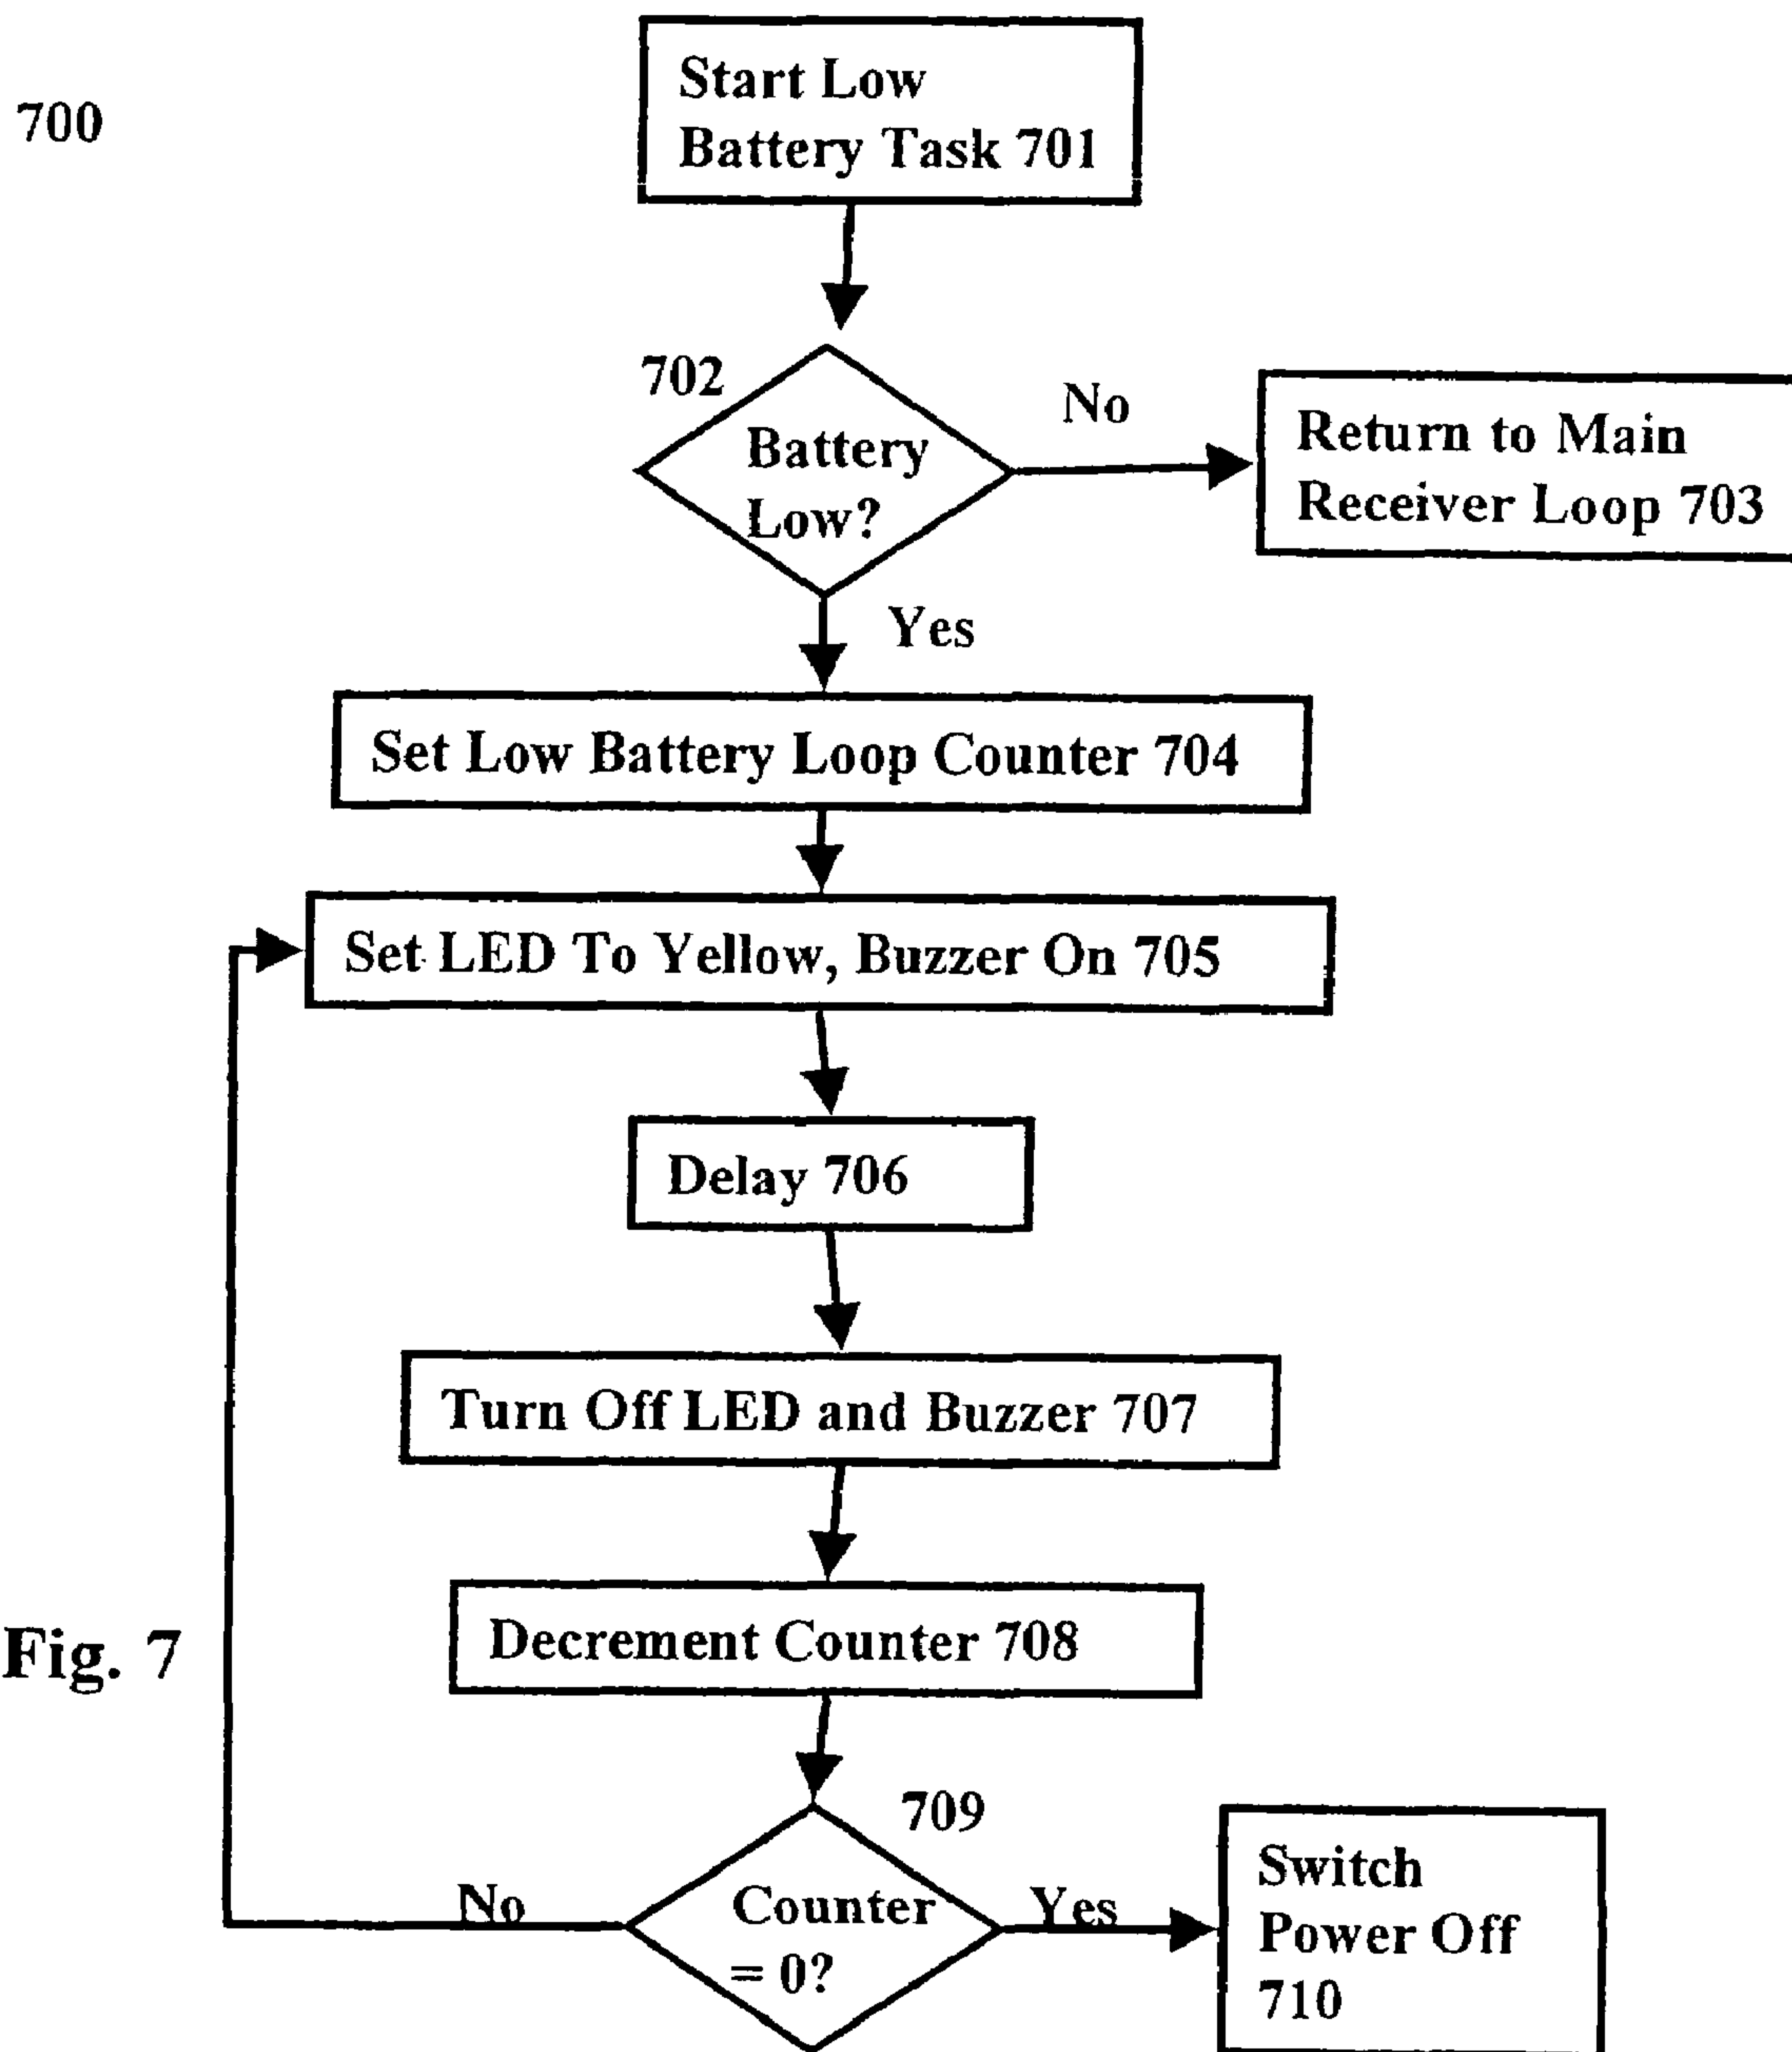 700
Start Low
Battery Task 701
702
Battery
Low?
No
Return to Main
Receiver Loop 703
Yes
Set Low Battery Loop Counter 704
Set LED To Yellow, Buzzer On 705
Delay 706
Turn Off LED and Buzzer 707
Decrement Counter 708
Fig. 7
709
Counter
= 0?
No
Yes
Switch
Power Off
710